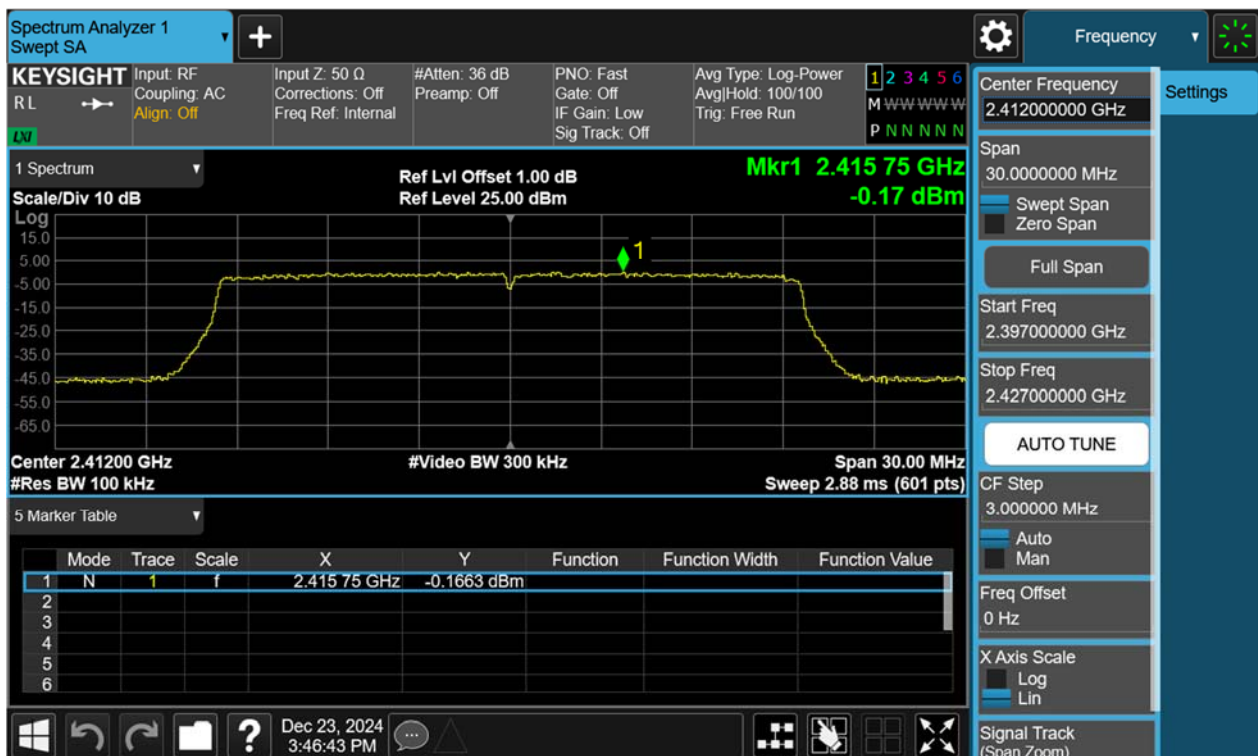 Spectrum Analyzer 1
Swept SA
+
Frequency
KEYSIGHT
R L
LXI
Input: RF
Coupling: AC
Align: Off
Input Z: 50 Ω
Corrections: Off
Freq Ref: Internal
#Atten: 36 dB
Preamp: Off
PNO: Fast
Gate: Off
IF Gain: Low
Sig Track: Off
Avg Type: Log-Power
Avg|Hold: 100/100
Trig: Free Run
1 2 3 4 5 6
M W W W W W
P N N N N N
1 Spectrum
Scale/Div 10 dB
Ref Lvl Offset 1.00 dB
Ref Level 25.00 dBm
Mkr1 2.415 75 GHz
-0.17 dBm
Log
15.0
5.00
-5.00
-15.0
-25.0
-35.0
-45.0
-55.0
-65.0
1
Center 2.41200 GHz
#Res BW 100 kHz
#Video BW 300 kHz
Span 30.00 MHz
Sweep 2.88 ms (601 pts)
5 Marker Table
Mode Trace Scale X Y Function Function Width Function Value
1 N 1 f 2.415 75 GHz -0.1663 dBm
2
3
4
5
6
?
Dec 23, 2024
3:46:43 PM
Center Frequency
2.412000000 GHz
Settings
Span
30.0000000 MHz
Swept Span
Zero Span
Full Span
Start Freq
2.397000000 GHz
Stop Freq
2.427000000 GHz
AUTO TUNE
CF Step
3.000000 MHz
Auto
Man
Freq Offset
0 Hz
X Axis Scale
Log
Lin
Signal Track
(Span Zoom)